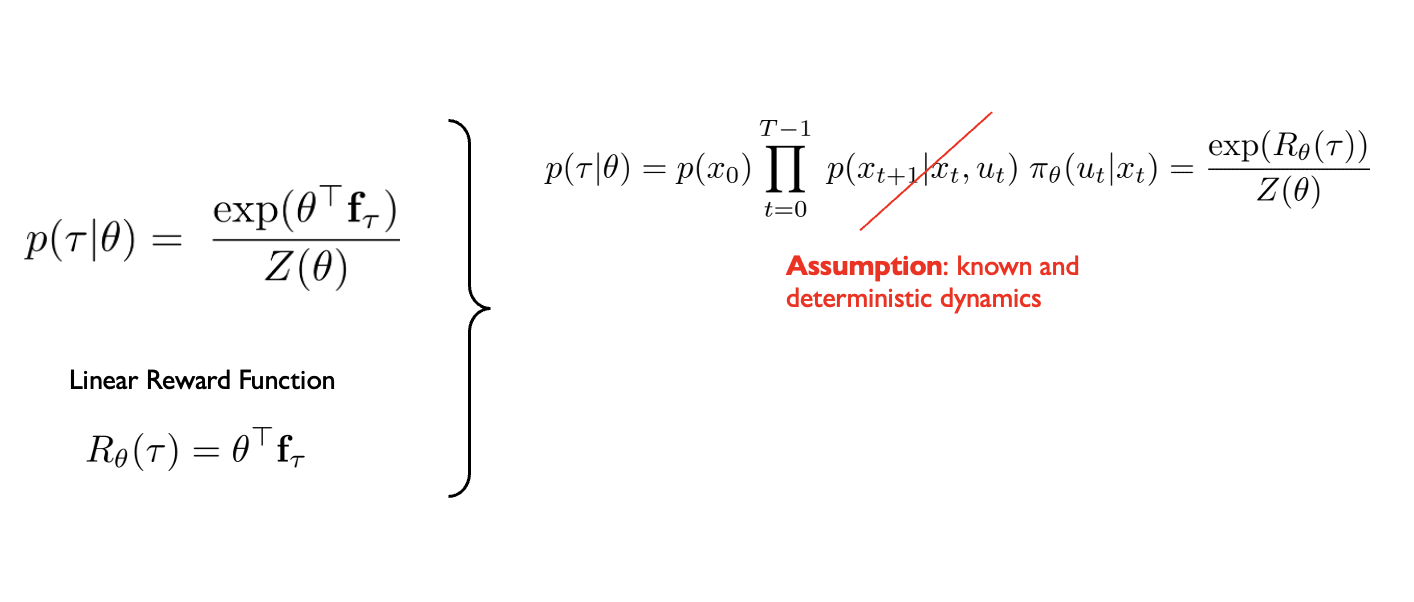 p(τ|θ) = exp(θ⊤f_τ) / Z(θ)
Linear Reward Function
R_θ(τ) = θ⊤f_τ
p(τ|θ) = p(x_0) ∏_{t=0}^{T−1} p(x_{t+1}|x_t, u_t) π_θ(u_t|x_t) = exp(R_θ(τ)) / Z(θ)
Assumption: known and
deterministic dynamics